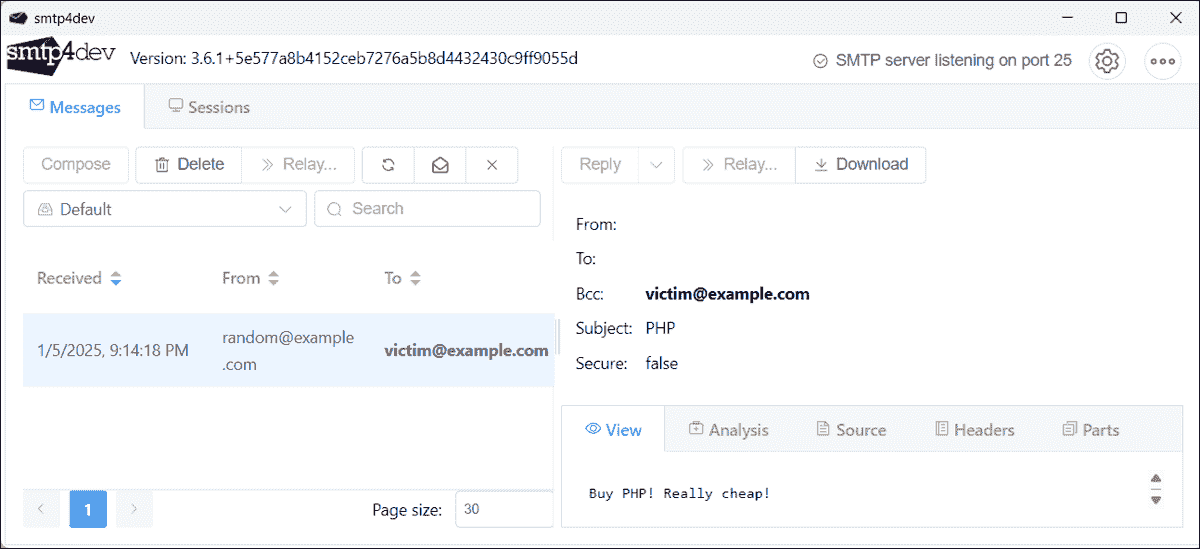 smtp4dev
smtp4dev
Version: 3.6.1+5e577a8b4152ceb7276a5b8d4432430c9ff9055d
SMTP server listening on port 25
Messages
Sessions
Compose
Delete
Relay...
Default
Search
Received
From
To
1/5/2025, 9:14:18 PM
random@example
.com
victim@example.com
1
Page size:
30
Reply
Relay...
Download
From:
To:
Bcc: victim@example.com
Subject: PHP
Secure: false
View
Analysis
Source
Headers
Parts
Buy PHP! Really cheap!